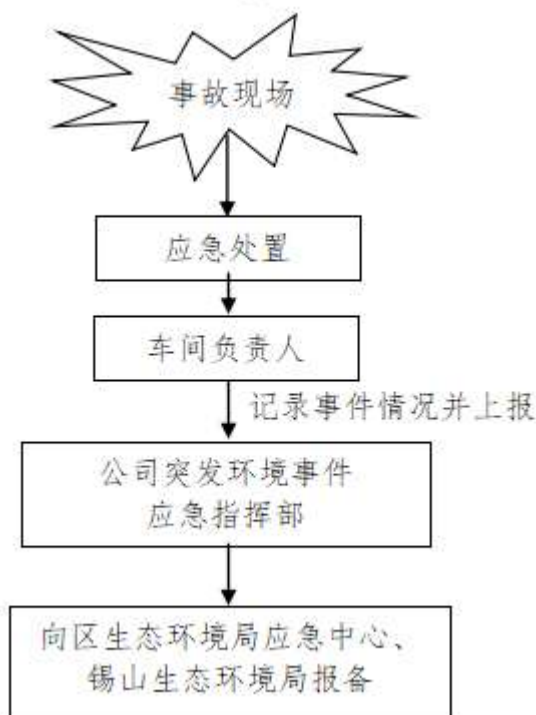 事故现场
应急处置
车间负责人
记录事件情况并上报
公司突发环境事件
应急指挥部
向区生态环境局应急中心、
锡山生态环境局报备